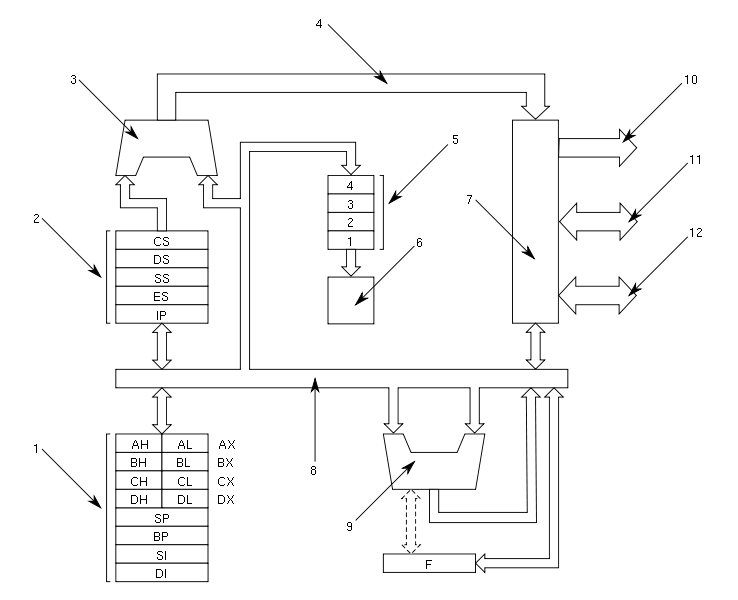 4
3
10
5
11
4
3
2
1
7
2
6
12
CS
DS
SS
ES
IP
8
1
AH AL AX
BH BL BX
CH CL CX
DH DL DX
SP
BP
SI
DI
9
F